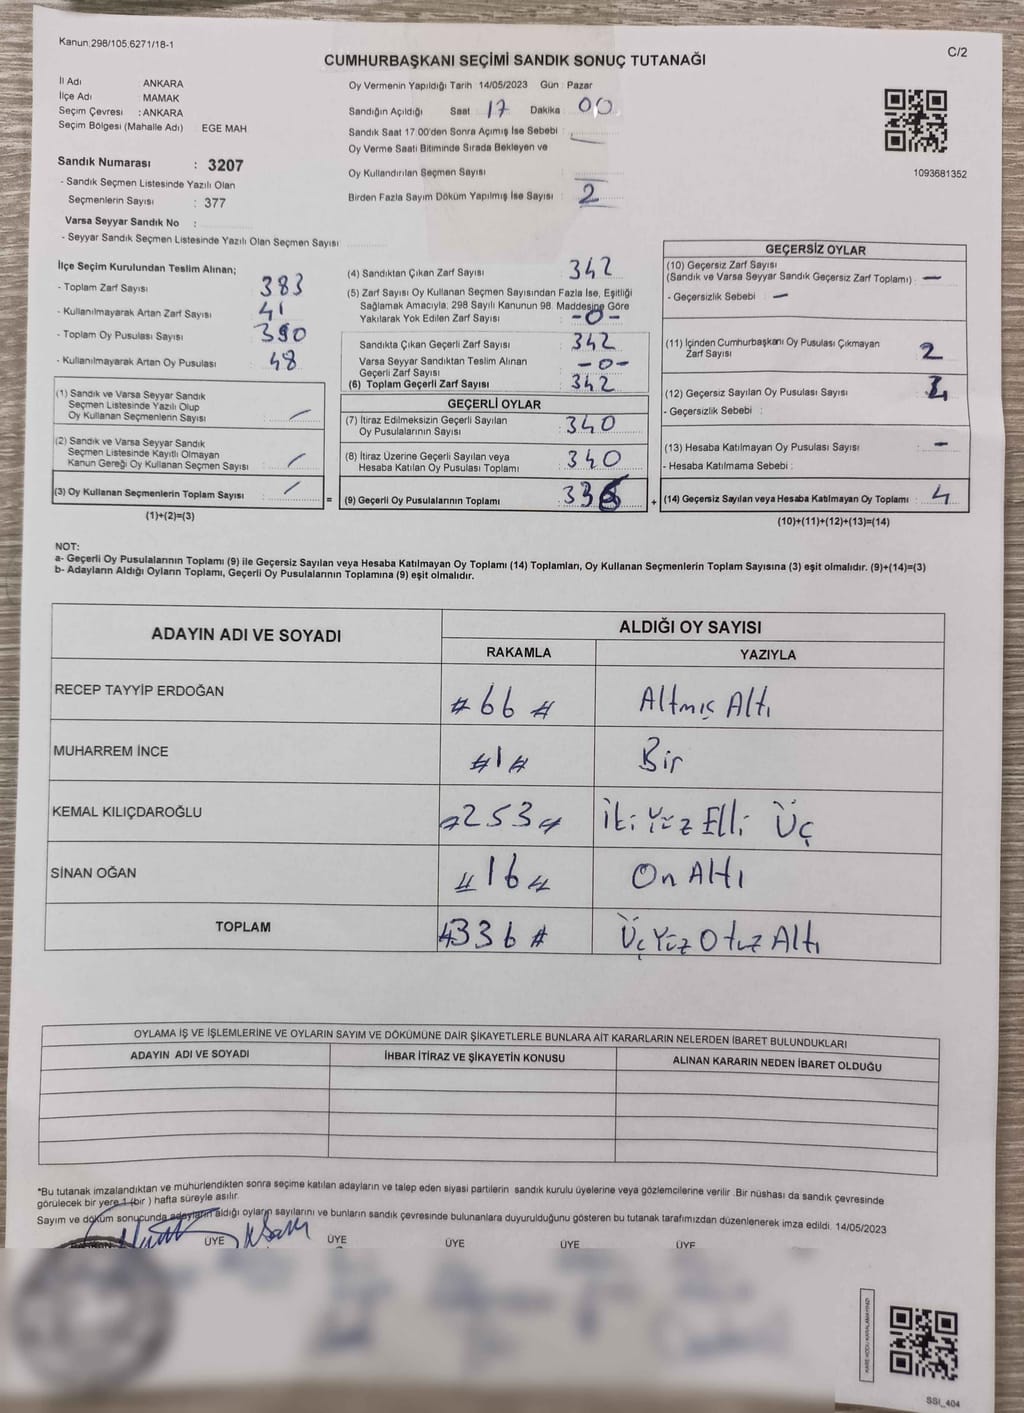 Kanun:298/105,6271/18-1
C/2
CUMHURBAŞKANI SEÇİMİ SANDIK SONUÇ TUTANAĞI
İl Adı ANKARA
İlçe Adı : MAMAK
Seçim Çevresi : ANKARA
Seçim Bölgesi (Mahalle Adı) EGE MAH.
Sandık Numarası : 3207
- Sandık Seçmen Listesinde Yazılı Olan
Seçmenlerin Sayısı : 377
Varsa Seyyar Sandık No :
- Seyyar Sandık Seçmen Listesinde Yazılı Olan Seçmen Sayısı
Oy Vermenin Yapıldığı Tarih 14/05/2023 Gün : Pazar
Sandığın Açıldığı Saat 17 Dakika 00
Sandık Saat 17:00'den Sonra Açımış İse Sebebi :
Oy Verme Saati Bitiminde Sırada Bekleyen ve
Oy Kullandırılan Seçmen Sayısı
Birden Fazla Sayım Döküm Yapılmış İse Sayısı : 2
1093681352
İlçe Seçim Kurulundan Teslim Alınan;
- Toplam Zarf Sayısı : 383
- Kullanılmayarak Artan Zarf Sayısı : 41
- Toplam Oy Pusulası Sayısı : 390
- Kullanılmayarak Artan Oy Pusulası : 48
(1) Sandık ve Varsa Seyyar Sandık
Seçmen Listesinde Yazılı Olup
Oy Kullanan Seçmenlerin Sayısı :
(2) Sandık ve Varsa Seyyar Sandık
Seçmen Listesinde Kayıtlı Olmayan
Kanun Gereği Oy Kullanan Seçmen Sayısı :
(3) Oy Kullanan Seçmenlerin Toplam Sayısı :
(1)+(2)=(3)
(4) Sandıktan Çıkan Zarf Sayısı : 342
(5) Zarf Sayısı Oy Kullanan Seçmen Sayısından Fazla İse, Eşitliği
Sağlamak Amacıyla, 298 Sayılı Kanunun 98. Maddesine Göre
Yakılarak Yok Edilen Zarf Sayısı : -0-
Sandıkta Çıkan Geçerli Zarf Sayısı : 342
Varsa Seyyar Sandıktan Teslim Alınan
Geçerli Zarf Sayısı : -0-
(6) Toplam Geçerli Zarf Sayısı : 342
GEÇERLİ OYLAR
(7) İtiraz Edilmeksizin Geçerli Sayılan
Oy Pusulalarının Sayısı : 340
(8) İtiraz Üzerine Geçerli Sayılan veya
Hesaba Katılan Oy Pusulası Toplamı : 340
= (9) Geçerli Oy Pusulalarının Toplamı : 336 +
GEÇERSİZ OYLAR
(10) Geçersiz Zarf Sayısı
(Sandık ve Varsa Seyyar Sandık Geçersiz Zarf Toplamı) : —
- Geçersizlik Sebebi : —
(11) İçinden Cumhurbaşkanı Oy Pusulası Çıkmayan
Zarf Sayısı : 2
(12) Geçersiz Sayılan Oy Pusulası Sayısı :
- Geçersizlik Sebebi :
(13) Hesaba Katılmayan Oy Pusulası Sayısı : -
- Hesaba Katılmama Sebebi :
(14) Geçersiz Sayılan veya Hesaba Katılmayan Oy Toplamı : 4
(10)+(11)+(12)+(13)=(14)
NOT:
a- Geçerli Oy Pusulalarının Toplamı (9) ile Geçersiz Sayılan veya Hesaba Katılmayan Oy Toplamı (14) Toplamları, Oy Kullanan Seçmenlerin Toplam Sayısına (3) eşit olmalıdır. (9)+(14)=(3)
b- Adayların Aldığı Oyların Toplamı, Geçerli Oy Pusulalarının Toplamına (9) eşit olmalıdır.
ADAYIN ADI VE SOYADI ALDIĞI OY SAYISI
RAKAMLA YAZIYLA
RECEP TAYYİP ERDOĞAN # 66 # Altmış Altı
MUHARREM İNCE # 1 # Bir
KEMAL KILIÇDAROĞLU # 253 # İki Yüz Elli Üç
SİNAN OĞAN # 16 # On Altı
TOPLAM # 336 # Üç Yüz Otuz Altı
OYLAMA İŞ VE İŞLEMLERİNE VE OYLARIN SAYIM VE DÖKÜMÜNE DAİR ŞİKAYETLERLE BUNLARA AİT KARARLARIN NELERDEN İBARET BULUNDUKLARI
ADAYIN ADI VE SOYADI İHBAR İTİRAZ VE ŞİKAYETİN KONUSU ALINAN KARARIN NEDEN İBARET OLDUĞU
*Bu tutanak imzalandıktan ve mühürlendikten sonra seçime katılan adayların ve talep eden siyasi partilerin sandık kurulu üyelerine veya gözlemcilerine verilir. Bir nüshası da sandık çevresinde
görülecek bir yere 1 (bir ) hafta süreyle asılır.
Sayım ve döküm sonucunda adayların aldığı oyların sayılarını ve bunların sandık çevresinde bulunanlara duyurulduğunu gösteren bu tutanak tarafımızdan düzenlenerek imza edildi. 14/05/2023
BAŞKAN ÜYE ÜYE ÜYE ÜYE ÜYE
SSI_404